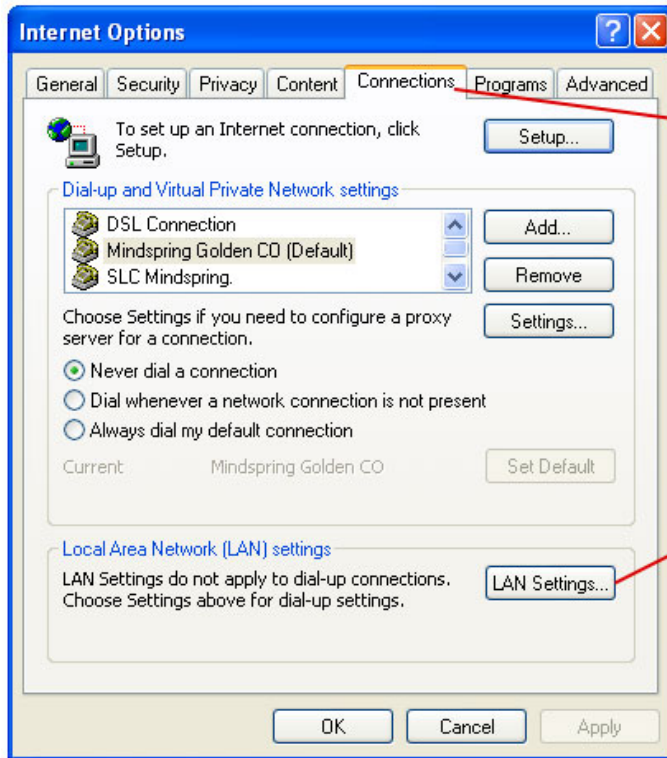 Internet Options
General Security Privacy Content Connections Programs Advanced
To set up an Internet connection, click
Setup.
Setup...
Dial-up and Virtual Private Network settings
DSL Connection
Mindspring Golden CO (Default)
SLC Mindspring.
Add...
Remove
Choose Settings if you need to configure a proxy
server for a connection.
Settings...
Never dial a connection
Dial whenever a network connection is not present
Always dial my default connection
Current Mindspring Golden CO Set Default
Local Area Network (LAN) settings
LAN Settings do not apply to dial-up connections.
Choose Settings above for dial-up settings.
LAN Settings...
OK Cancel Apply